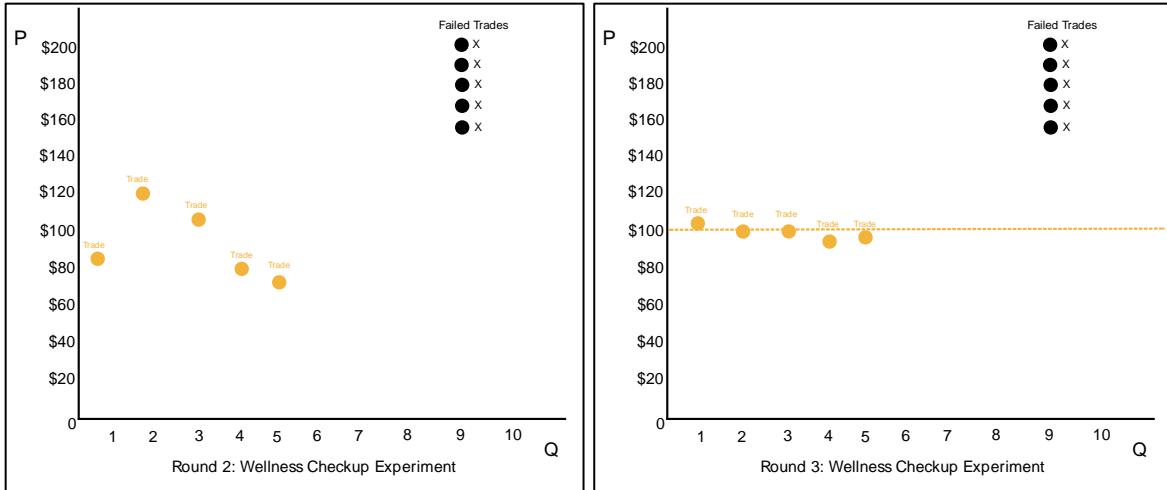 Failed Trades
P
$200
X
X
$180
X
$160
X
X
$140
Trade
$120
Trade
$100
Trade
Trade
Trade
$80
$60
$40
$20
0
1 2 3 4 5 6 7 8 9 10
Q
Round 2: Wellness Checkup Experiment
Failed Trades
P
$200
X
X
$180
X
$160
X
X
$140
$120
Trade
Trade
Trade
Trade
Trade
$100
$80
$60
$40
$20
0
1 2 3 4 5 6 7 8 9 10
Q
Round 3: Wellness Checkup Experiment